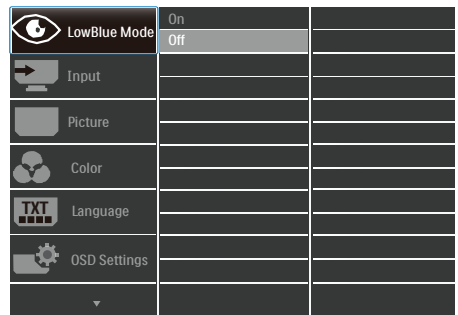 LowBlue Mode
On
Off
Input
Picture
Color
TXT
Language
OSD Settings